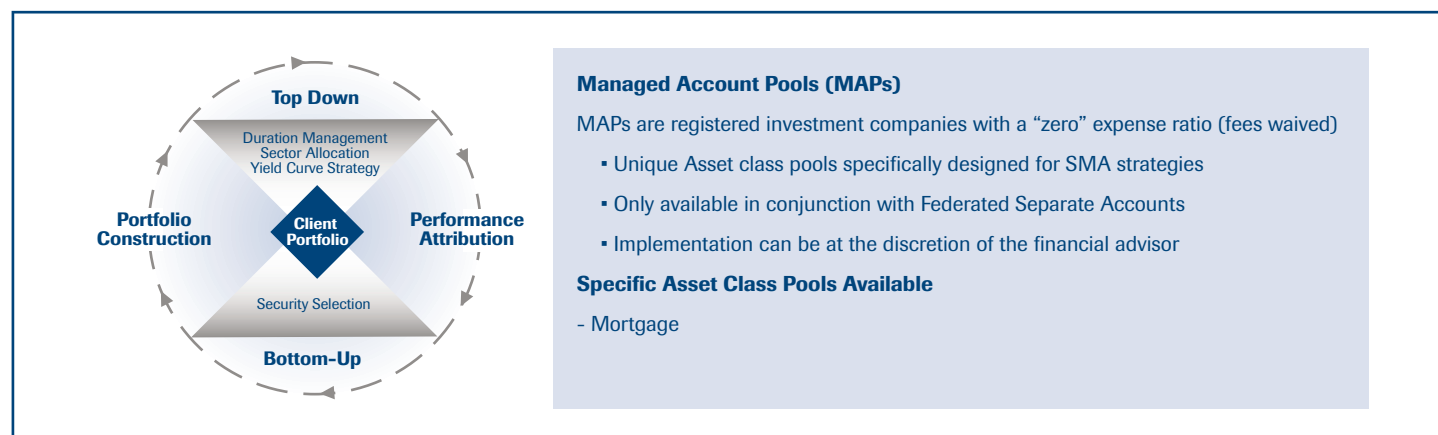 Top Down
Duration Management
Sector Allocation
Yield Curve Strategy
Portfolio
Construction
Client
Portfolio
Performance
Attribution
Security Selection
Bottom-Up
Managed Account Pools (MAPs)
MAPs are registered investment companies with a “zero” expense ratio (fees waived)
▪ Unique Asset class pools specifically designed for SMA strategies
▪ Only available in conjunction with Federated Separate Accounts
▪ Implementation can be at the discretion of the financial advisor
Specific Asset Class Pools Available
- Mortgage